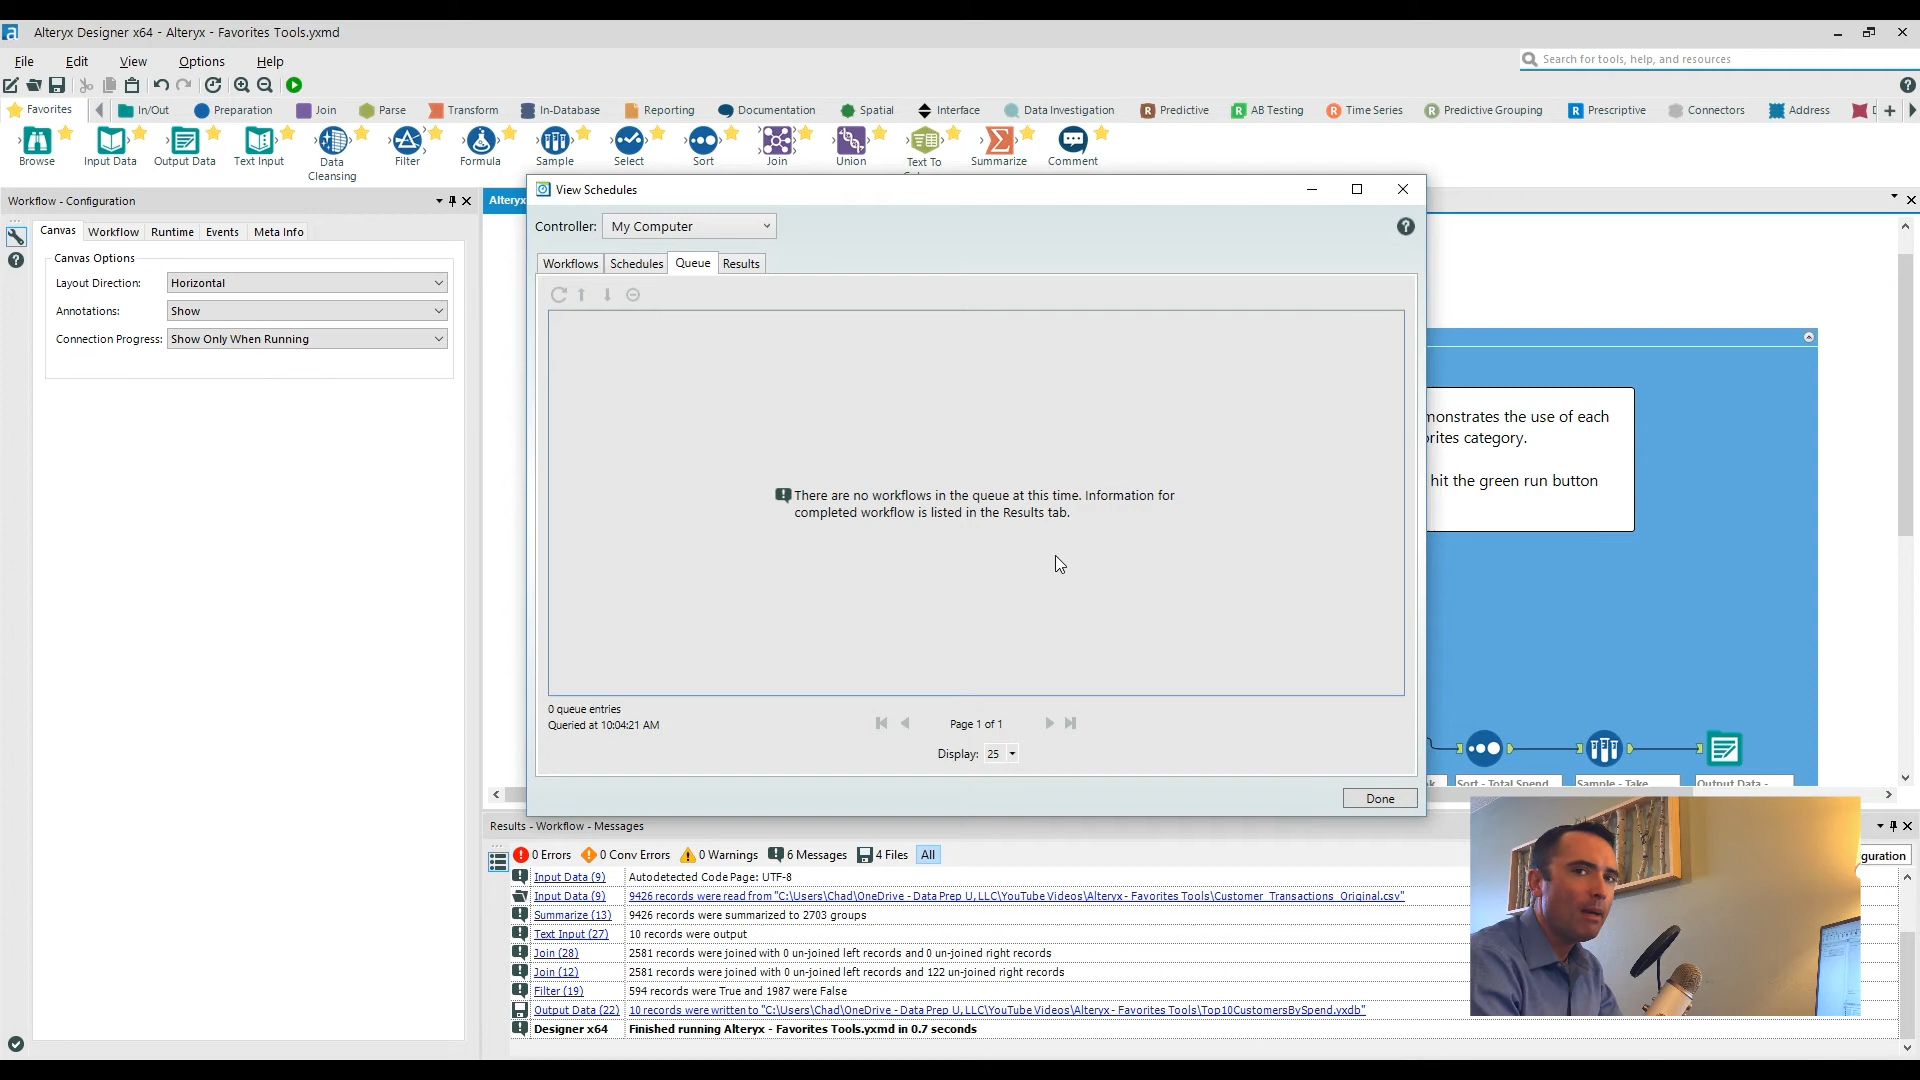 Alteryx Designer x64 - Alteryx - Favorites Tools.yxmd
File Edit View Options Help
Search for tools, help, and resources
Favorites In/Out Preparation Join Parse Transform In-Database Reporting Documentation Spatial Interface Data Investigation Predictive AB Testing Time Series Predictive Grouping Prescriptive Connectors Address
Browse Input Data Output Data Text Input Data Cleansing Filter Formula Sample Select Sort Join Union Text To Summarize Comment
Workflow - Configuration
Canvas Workflow Runtime Events Meta Info
Canvas Options
Layout Direction: Horizontal
Annotations: Show
Connection Progress: Show Only When Running
Alteryx
View Schedules
Controller: My Computer
Workflows Schedules Queue Results
There are no workflows in the queue at this time. Information for
completed workflow is listed in the Results tab.
0 queue entries
Queried at 10:04:21 AM
Page 1 of 1
Display: 25
Done
monstrates the use of each
rites category.
hit the green run button
Sort - Total Spend
Sample - Take
Output Data -
Results - Workflow - Messages
0 Errors 0 Conv Errors 0 Warnings 6 Messages 4 Files All
guration
Input Data (9) Autodetected Code Page: UTF-8
Input Data (9) 9426 records were read from "C:\Users\Chad\OneDrive - Data Prep U, LLC\YouTube Videos\Alteryx - Favorites Tools\Customer_Transactions_Original.csv"
Summarize (13) 9426 records were summarized to 2703 groups
Text Input (27) 10 records were output
Join (28) 2581 records were joined with 0 un-joined left records and 0 un-joined right records
Join (12) 2581 records were joined with 0 un-joined left records and 122 un-joined right records
Filter (19) 594 records were True and 1987 were False
Output Data (22) 10 records were written to "C:\Users\Chad\OneDrive - Data Prep U, LLC\YouTube Videos\Alteryx - Favorites Tools\Top10CustomersBySpend.yxdb"
Designer x64 Finished running Alteryx - Favorites Tools.yxmd in 0.7 seconds